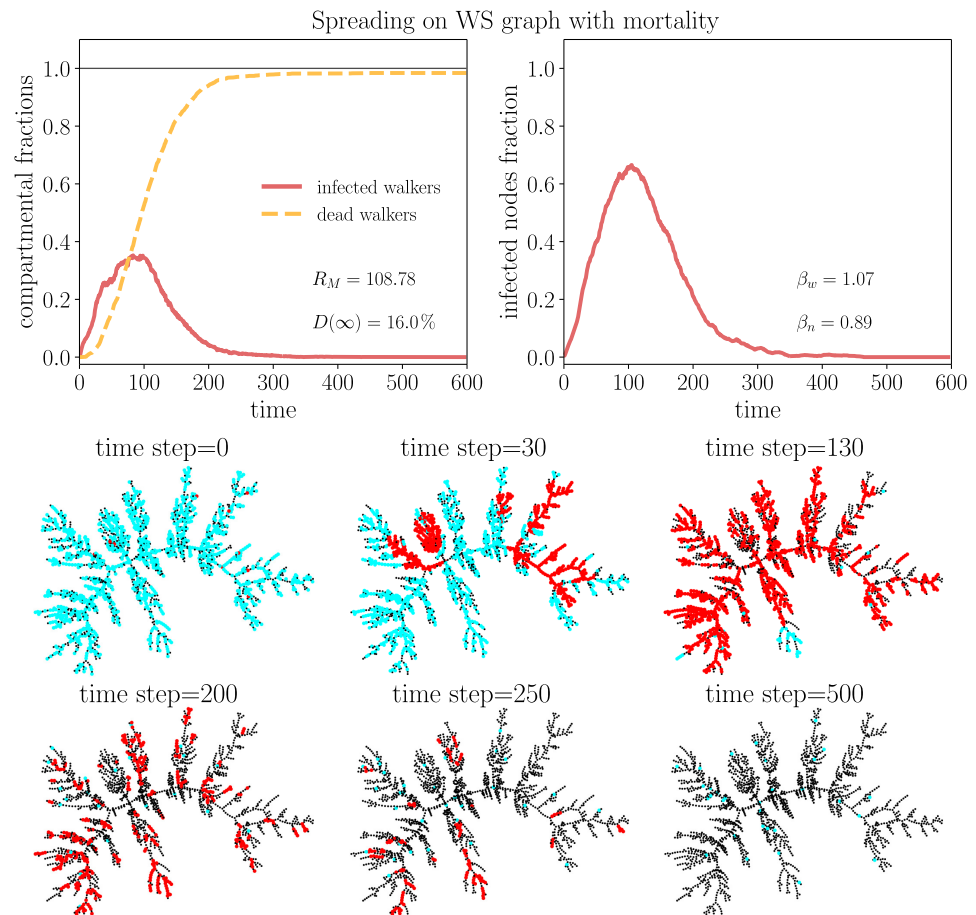 Spreading on WS graph with mortality
compartmental fractions
1.0
0.8
0.6
0.4
0.2
0.0
infected walkers
dead walkers
R_M = 108.78
D(∞) = 16.0%
0 100 200 300 400 500 600
time
infected nodes fraction
1.0
0.8
0.6
0.4
0.2
0.0
β_w = 1.07
β_n = 0.89
0 100 200 300 400 500 600
time
time step=0
time step=30
time step=130
time step=200
time step=250
time step=500